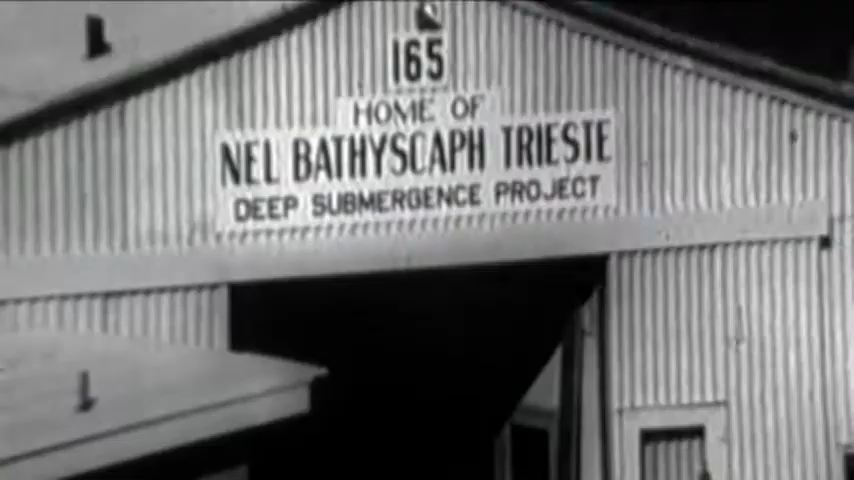 165
HOME OF
NEL BATHYSCAPH TRIESTE
DEEP SUBMERGENCE PROJECT